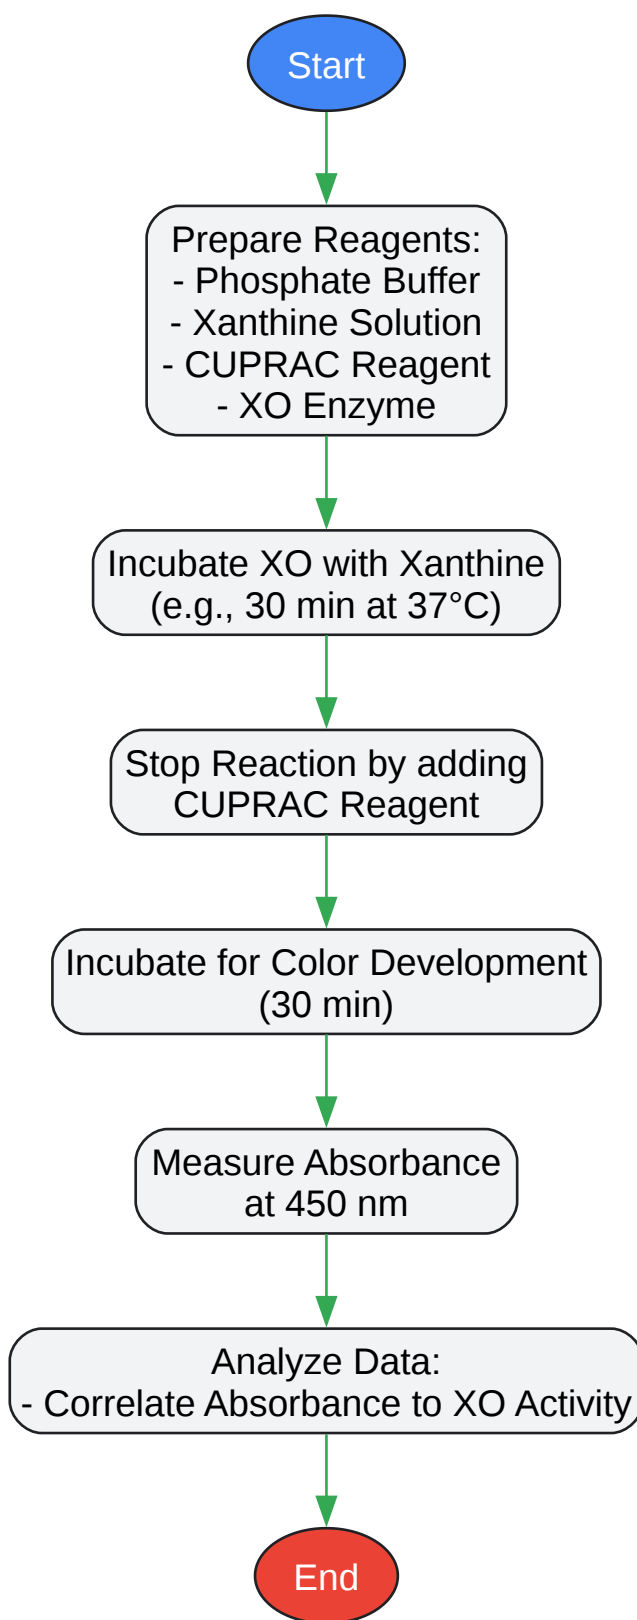 Start
Prepare Reagents:
- Phosphate Buffer
- Xanthine Solution
- CUPRAC Reagent
- XO Enzyme
Incubate XO with Xanthine
(e.g., 30 min at 37°C)
Stop Reaction by adding
CUPRAC Reagent
Incubate for Color Development
(30 min)
Measure Absorbance
at 450 nm
Analyze Data:
- Correlate Absorbance to XO Activity
End